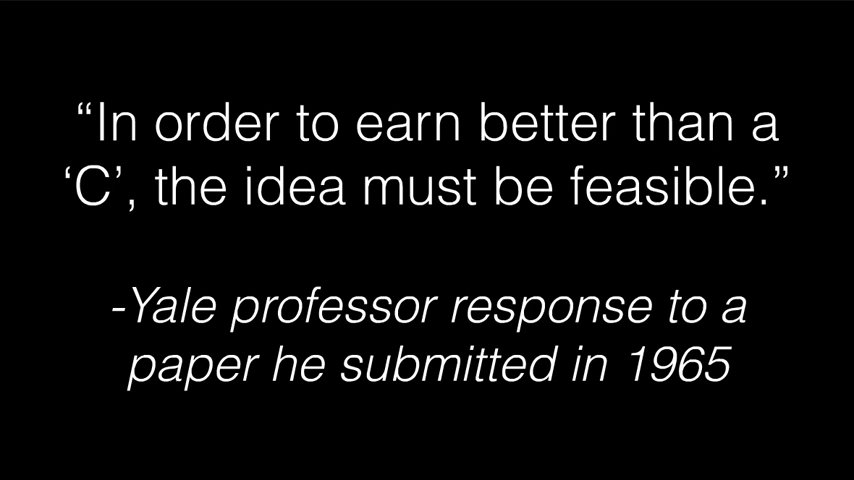 “In order to earn better than a
‘C’, the idea must be feasible.”
-Yale professor response to a
paper he submitted in 1965